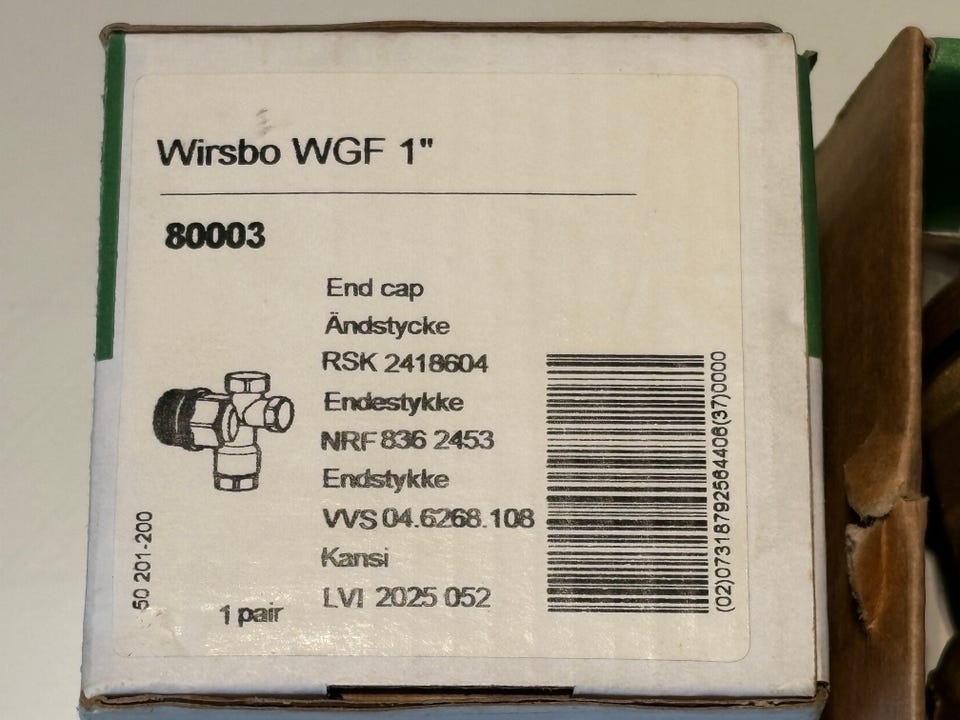 Wirsbo WGF 1"
80003
End cap
Ändstycke
RSK 2418604
Endestykke
NRF 836 2453
Endstykke
VVS 04.6268.108
Kansi
LVI 2025 052
1 pair
50 201-200
(02)07318792564406(37)0000